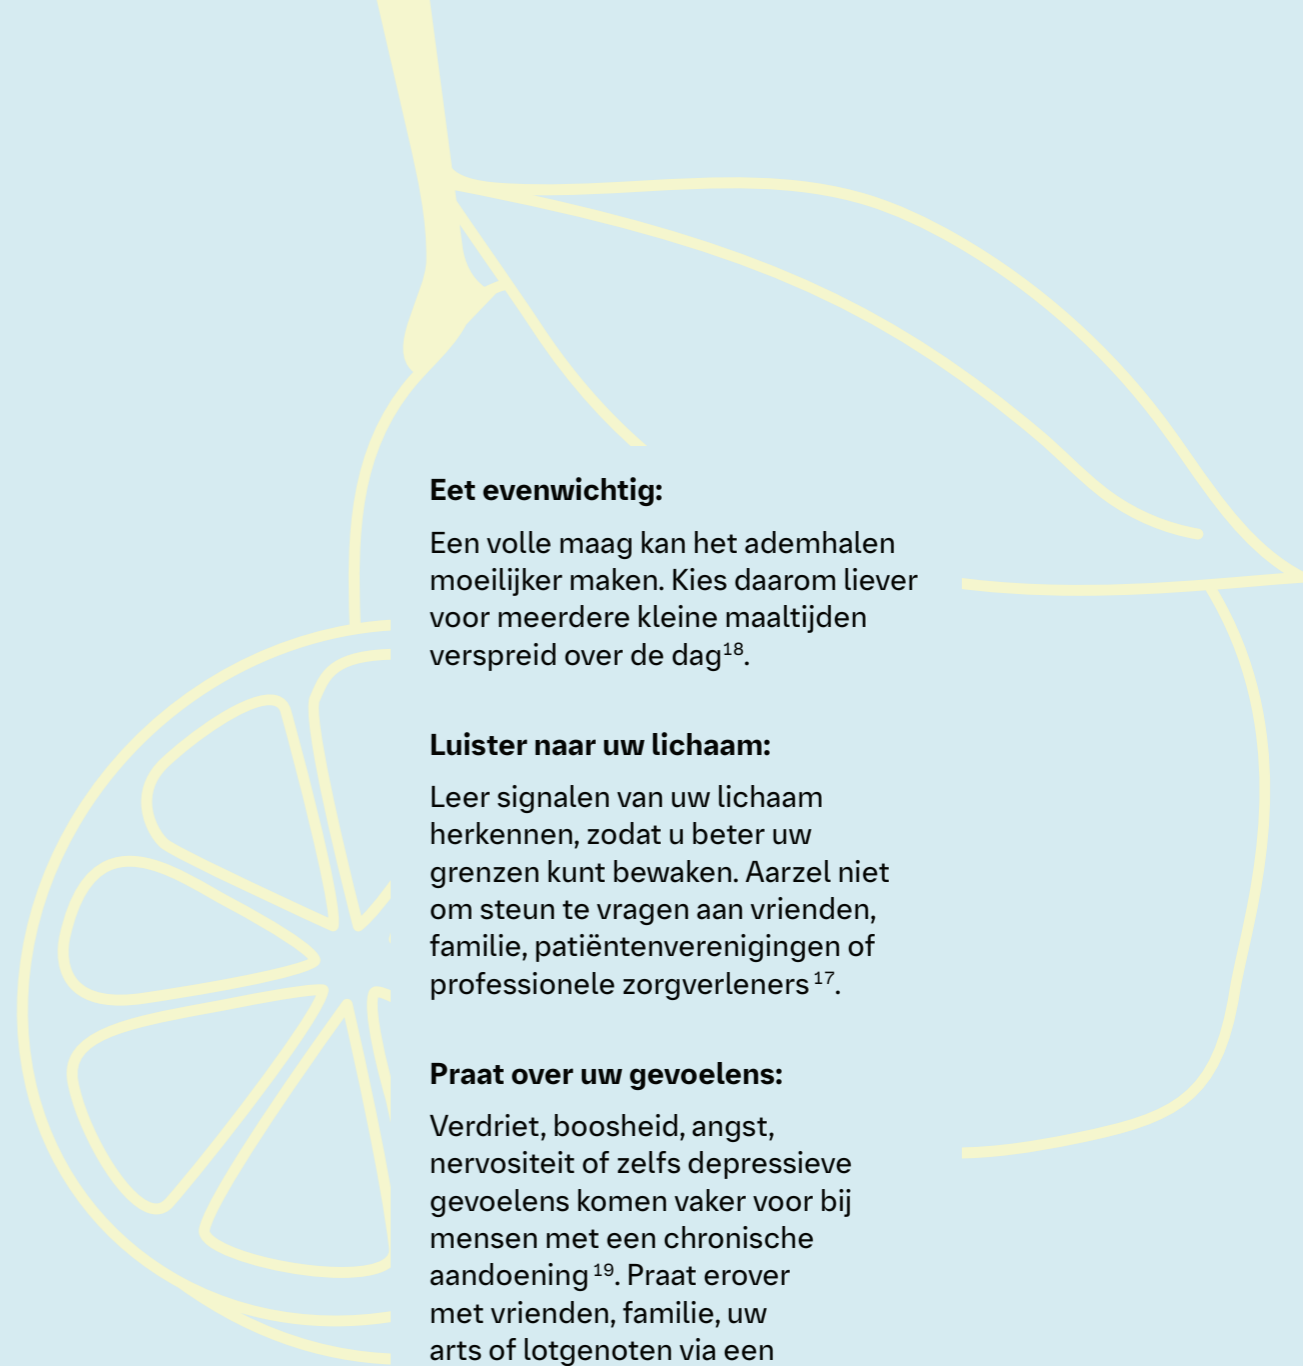 Eet evenwichtig:
Een volle maag kan het ademhalen
moeilijker maken. Kies daarom liever
voor meerdere kleine maaltijden
verspreid over de dag¹⁸.
Luister naar uw lichaam:
Leer signalen van uw lichaam
herkennen, zodat u beter uw
grenzen kunt bewaken. Aarzel niet
om steun te vragen aan vrienden,
familie, patiëntenverenigingen of
professionele zorgverleners¹⁷.
Praat over uw gevoelens:
Verdriet, boosheid, angst,
nervositeit of zelfs depressieve
gevoelens komen vaker voor bij
mensen met een chronische
aandoening¹⁹. Praat erover
met vrienden, familie, uw
arts of lotgenoten via een